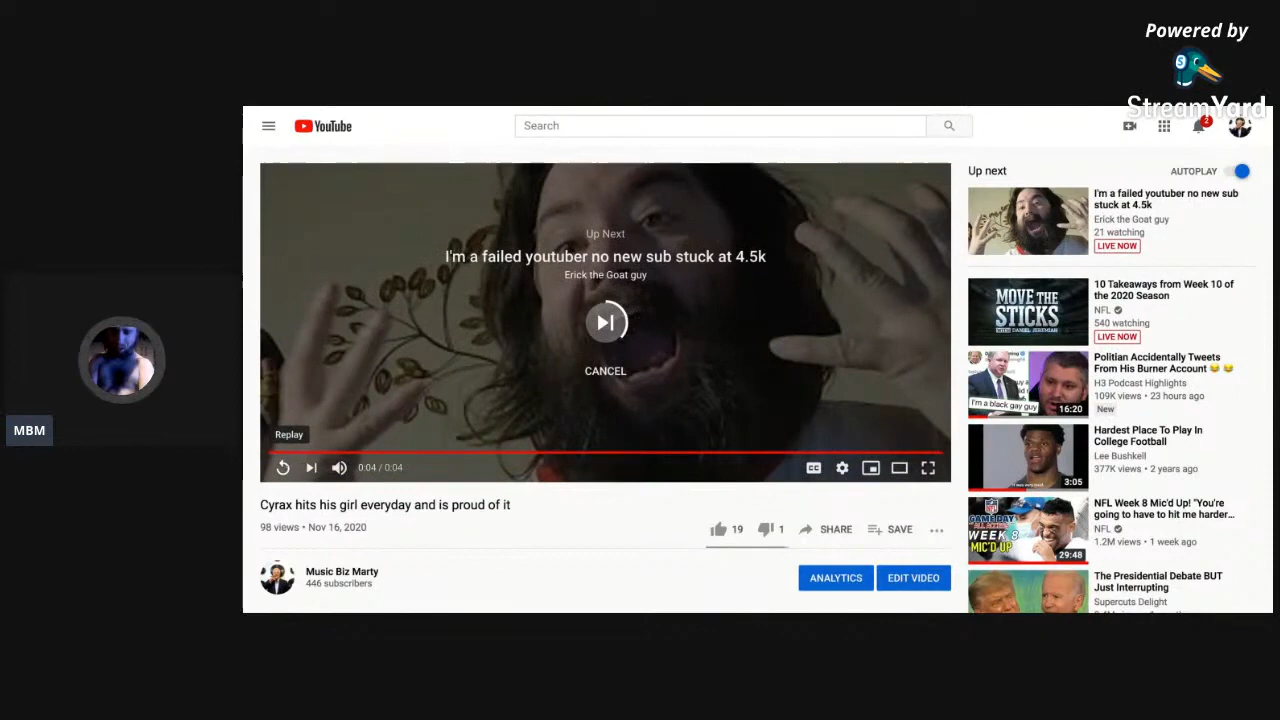 Powered by
StreamYard
YouTube
Search
2
Up Next
I'm a failed youtuber no new sub stuck at 4.5k
Erick the Goat guy
CANCEL
Replay
0:04 / 0:04
CC
Cyrax hits his girl everyday and is proud of it
98 views • Nov 16, 2020
19
1
SHARE
SAVE
Music Biz Marty
446 subscribers
ANALYTICS
EDIT VIDEO
MBM
Up next
AUTOPLAY
I'm a failed youtuber no new sub
stuck at 4.5k
Erick the Goat guy
21 watching
LIVE NOW
MOVE THE
STICKS
10 Takeaways from Week 10 of
the 2020 Season
NFL
540 watching
LIVE NOW
I'm a black gay guy
16:20
Politian Accidentally Tweets
From His Burner Account 😂 😂
H3 Podcast Highlights
109K views • 23 hours ago
New
3:05
Hardest Place To Play In
College Football
Lee Bushkell
377K views • 2 years ago
NFL
GAMEDAY
ALL ACCESS
WEEK 8
MIC'D UP
29:48
NFL Week 8 Mic'd Up! "You're
going to have to hit me harder...
NFL
1.2M views • 1 week ago
The Presidential Debate BUT
Just Interrupting
Supercuts Delight